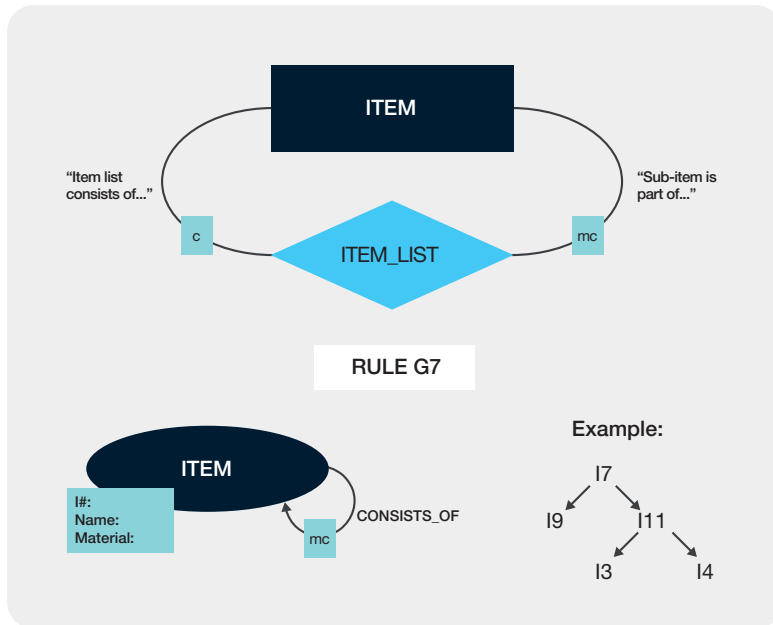 ITEM
“Item list
consists of...”
“Sub-item is
part of...”
c
mc
ITEM_LIST
RULE G7
ITEM
I#:
Name:
Material:
mc
CONSISTS_OF
Example:
I7
I9
I11
I3
I4